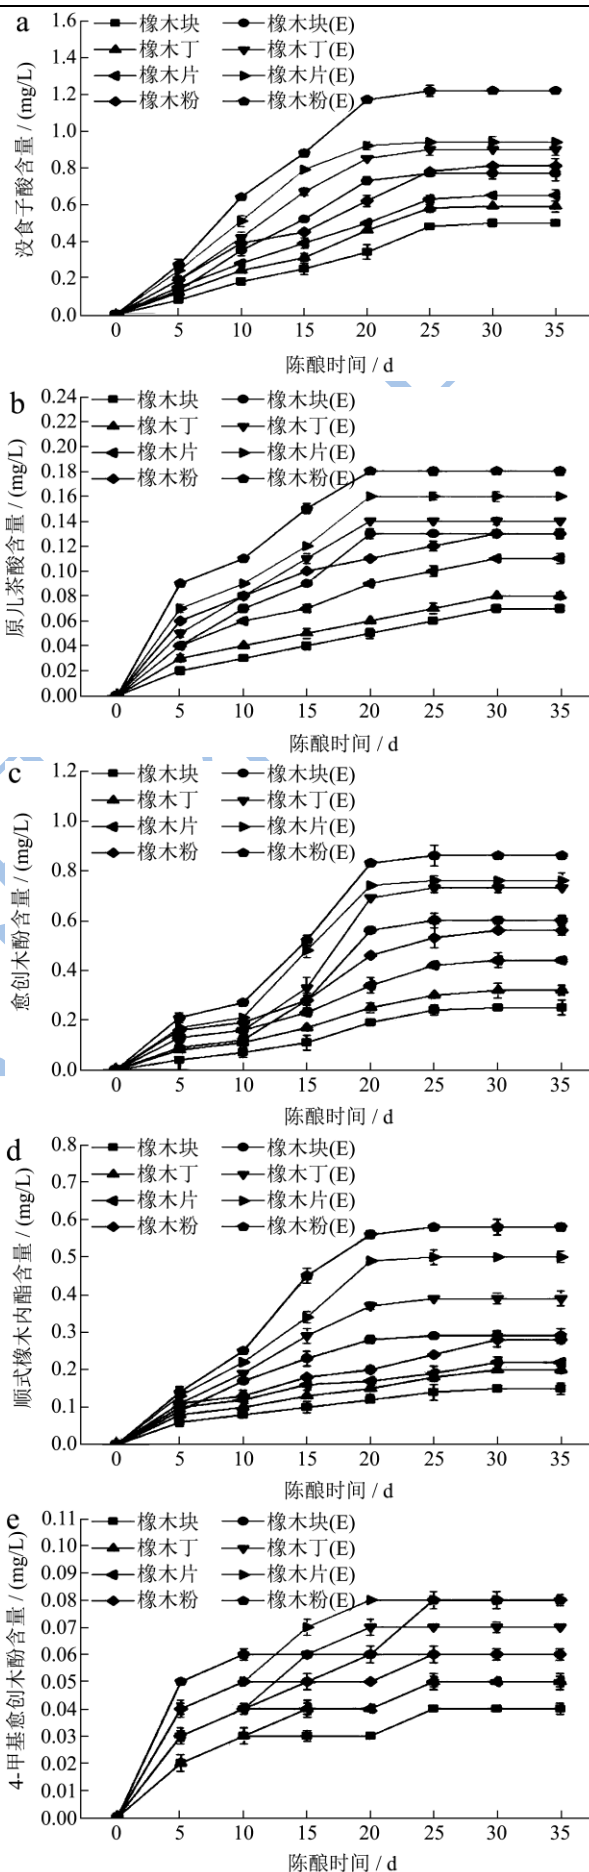 a
橡木块
橡木块(E)
橡木丁
橡木丁(E)
橡木片
橡木片(E)
橡木粉
橡木粉(E)
没食子酸含量 / (mg/L)
1.6
1.4
1.2
1.0
0.8
0.6
0.4
0.2
0.0
0 5 10 15 20 25 30 35
陈酿时间 / d
b
橡木块
橡木块(E)
橡木丁
橡木丁(E)
橡木片
橡木片(E)
橡木粉
橡木粉(E)
原儿茶酸含量 / (mg/L)
0.24
0.22
0.20
0.18
0.16
0.14
0.12
0.10
0.08
0.06
0.04
0.02
0.00
0 5 10 15 20 25 30 35
陈酿时间 / d
c
橡木块
橡木块(E)
橡木丁
橡木丁(E)
橡木片
橡木片(E)
橡木粉
橡木粉(E)
愈创木酚含量 / (mg/L)
1.2
1.0
0.8
0.6
0.4
0.2
0.0
0 5 10 15 20 25 30 35
陈酿时间 / d
d
橡木块
橡木块(E)
橡木丁
橡木丁(E)
橡木片
橡木片(E)
橡木粉
橡木粉(E)
顺式橡木内酯含量 / (mg/L)
0.8
0.7
0.6
0.5
0.4
0.3
0.2
0.1
0.0
0 5 10 15 20 25 30 35
陈酿时间 / d
e
橡木块
橡木块(E)
橡木丁
橡木丁(E)
橡木片
橡木片(E)
橡木粉
橡木粉(E)
4-甲基愈创木酚含量 / (mg/L)
0.11
0.10
0.09
0.08
0.07
0.06
0.05
0.04
0.03
0.02
0.01
0.00
0 5 10 15 20 25 30 35
陈酿时间 / d